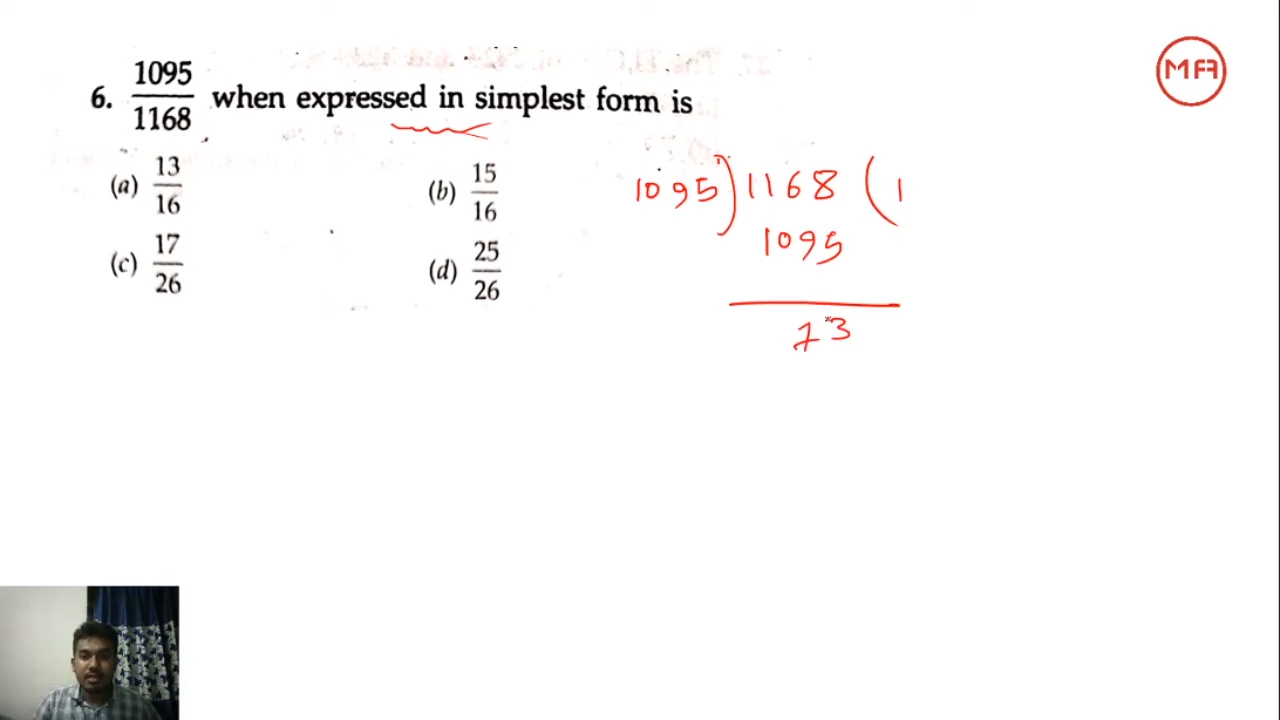 MFA
6. 1095/1168 when expressed in simplest form is
(a) 13/16 (b) 15/16
(c) 17/26 (d) 25/26
1095)1168(1
1095
73